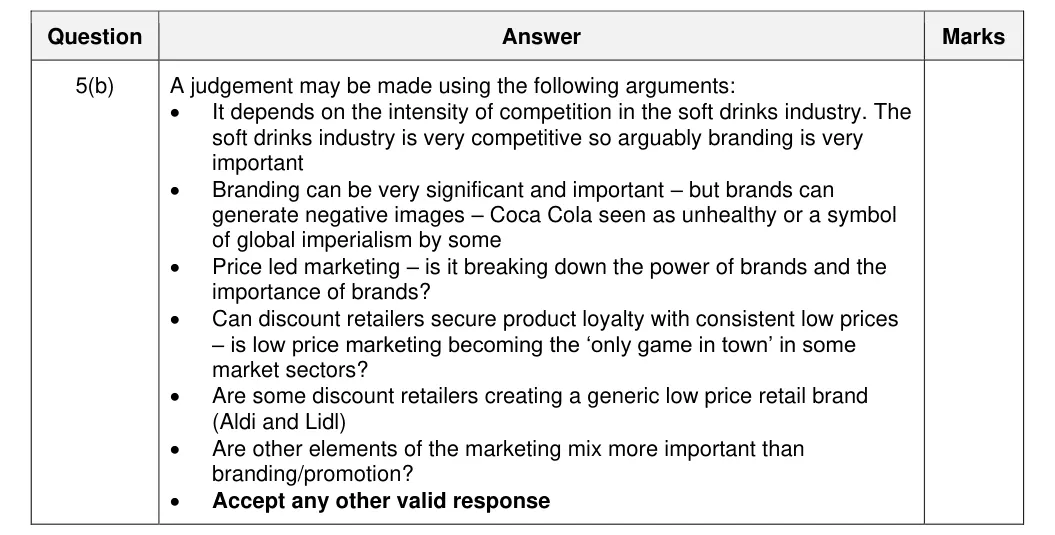 Question Answer Marks
5(b) A judgement may be made using the following arguments:
• It depends on the intensity of competition in the soft drinks industry. The
soft drinks industry is very competitive so arguably branding is very
important
• Branding can be very significant and important – but brands can
generate negative images – Coca Cola seen as unhealthy or a symbol
of global imperialism by some
• Price led marketing – is it breaking down the power of brands and the
importance of brands?
• Can discount retailers secure product loyalty with consistent low prices
– is low price marketing becoming the ‘only game in town’ in some
market sectors?
• Are some discount retailers creating a generic low price retail brand
(Aldi and Lidl)
• Are other elements of the marketing mix more important than
branding/promotion?
• Accept any other valid response